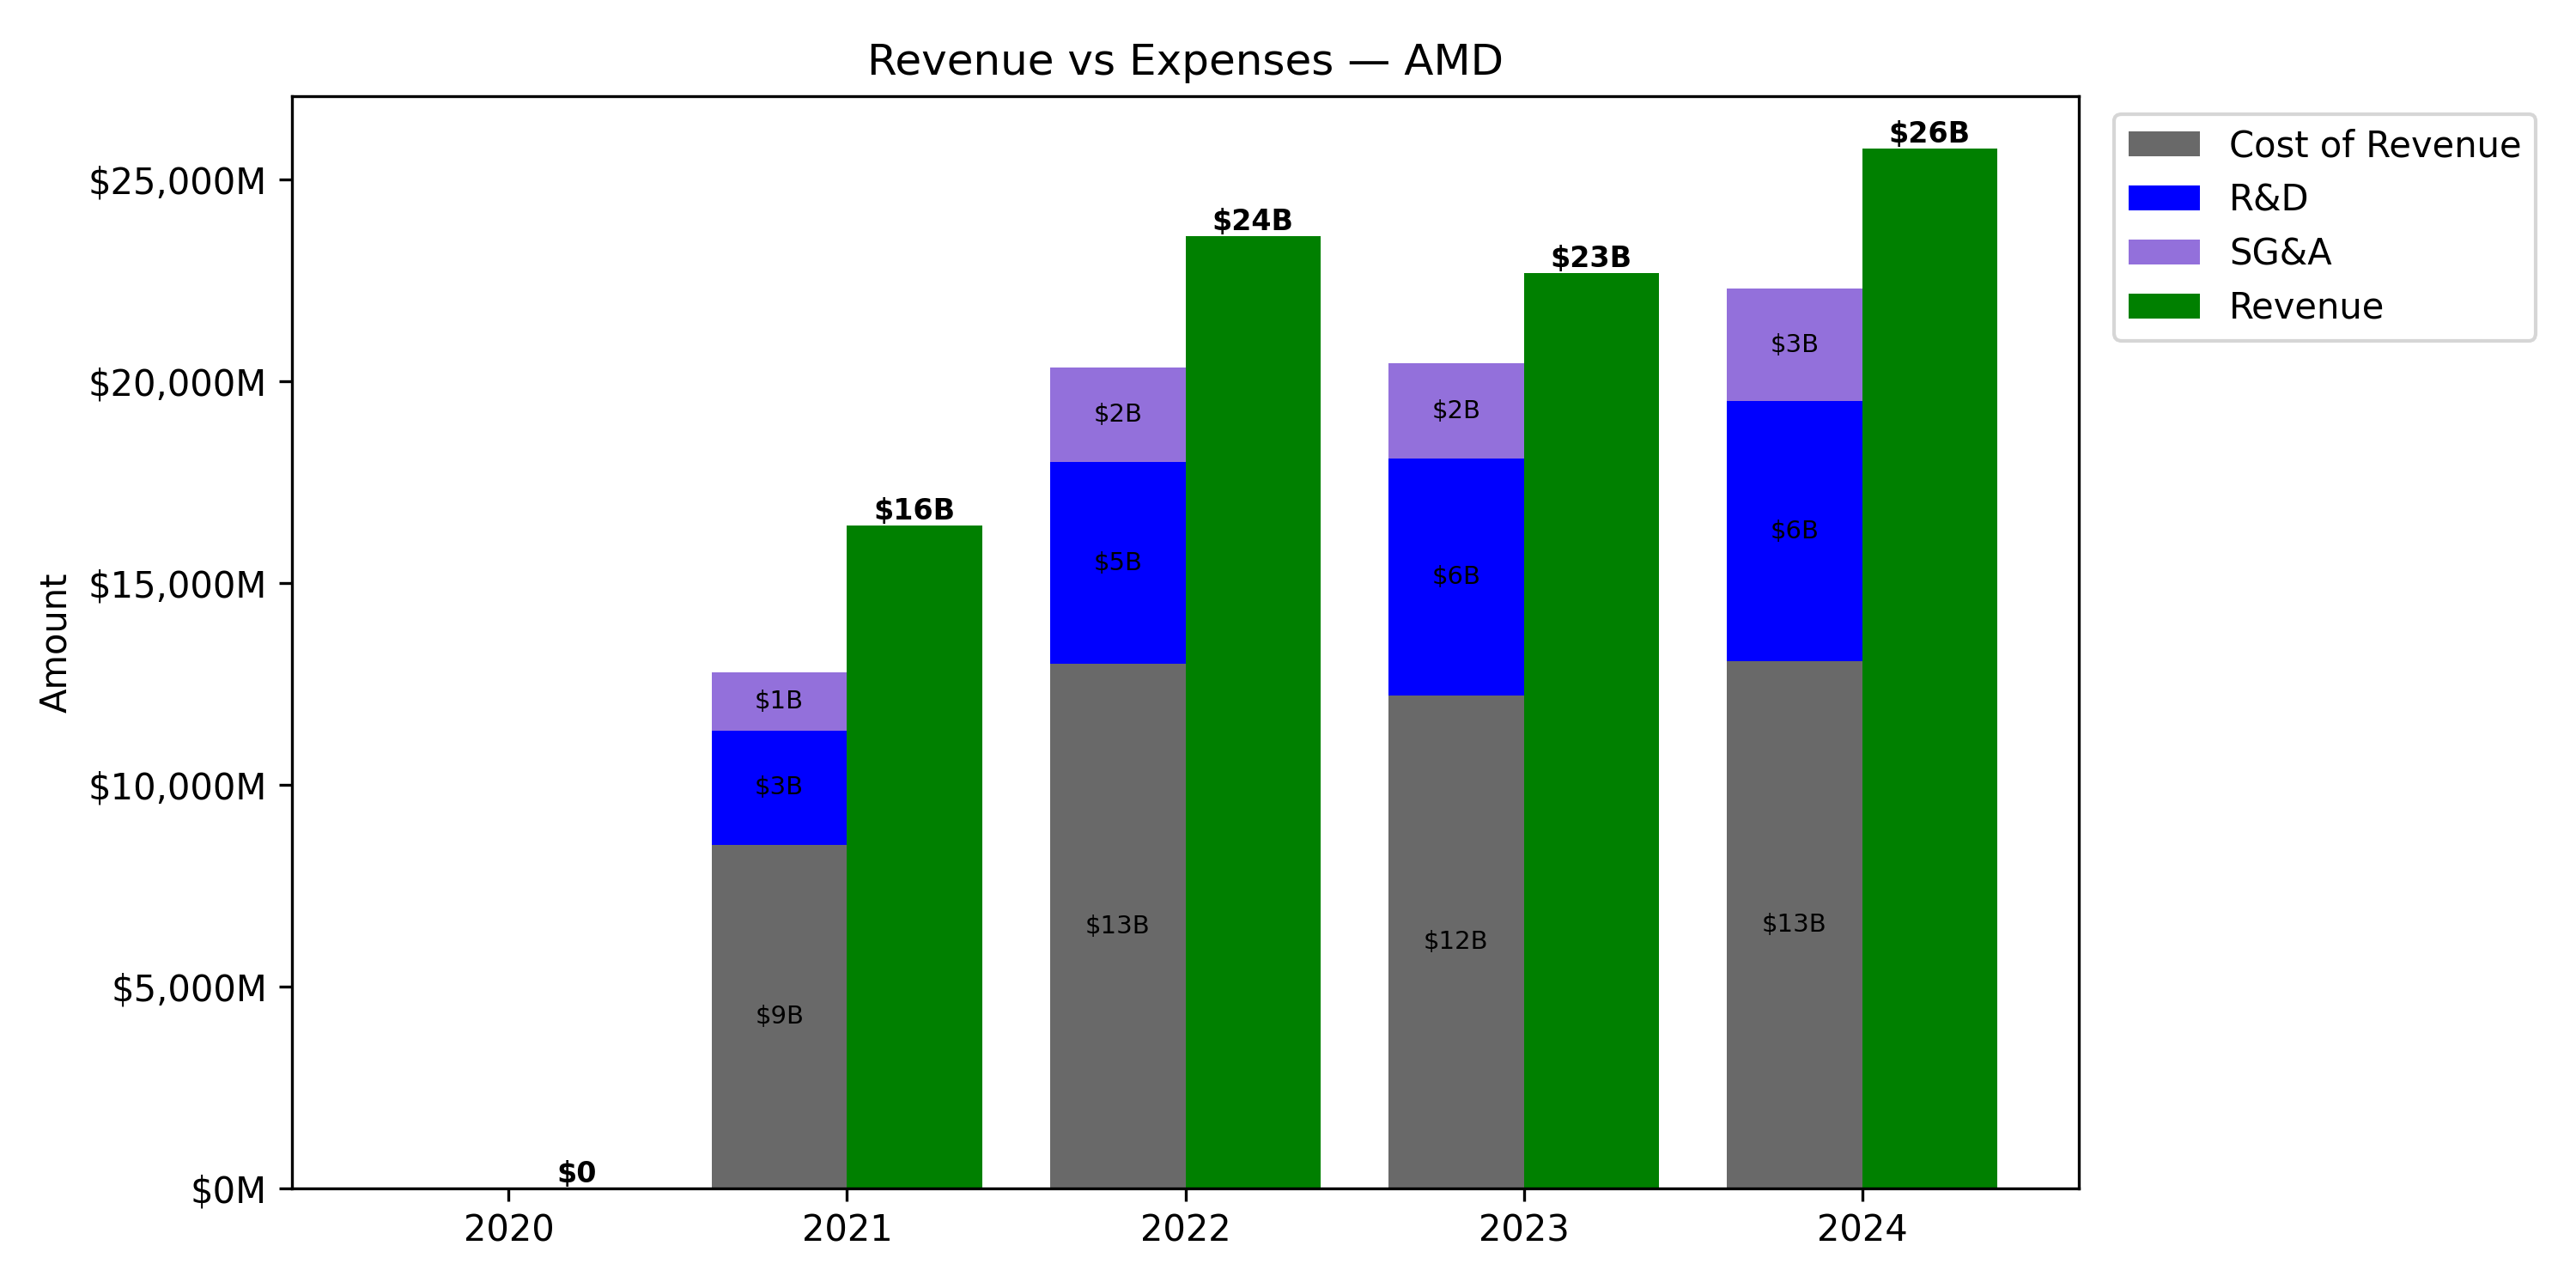 Revenue vs Expenses — AMD
Amount
$25,000M
$20,000M
$15,000M
$10,000M
$5,000M
$0M
$0
$9B
$3B
$1B
$16B
$13B
$5B
$2B
$24B
$12B
$6B
$2B
$23B
$13B
$6B
$3B
$26B
2020
2021
2022
2023
2024
Cost of Revenue
R&D
SG&A
Revenue